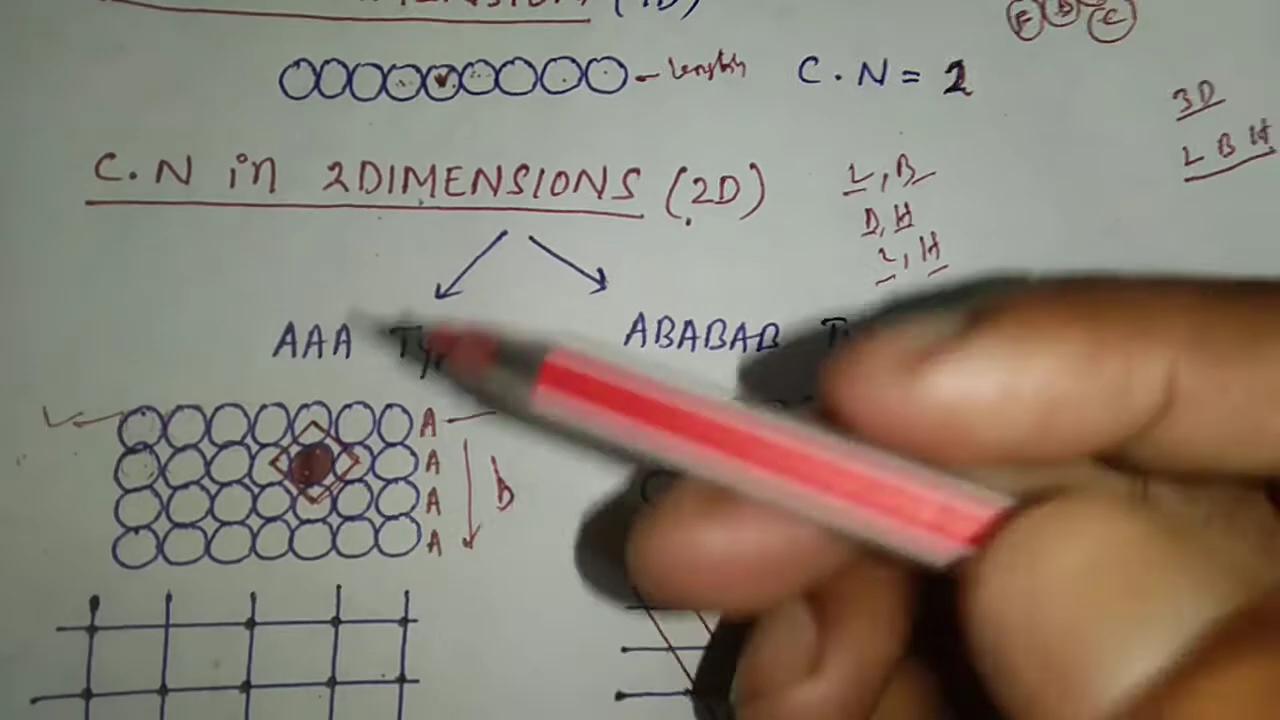 F D C
length C.N = 2
3D
L B H
C.N in 2DIMENSIONS (2D)
L, B
B, H
L, H
AAA
ABABAB
A
A
A
A
b